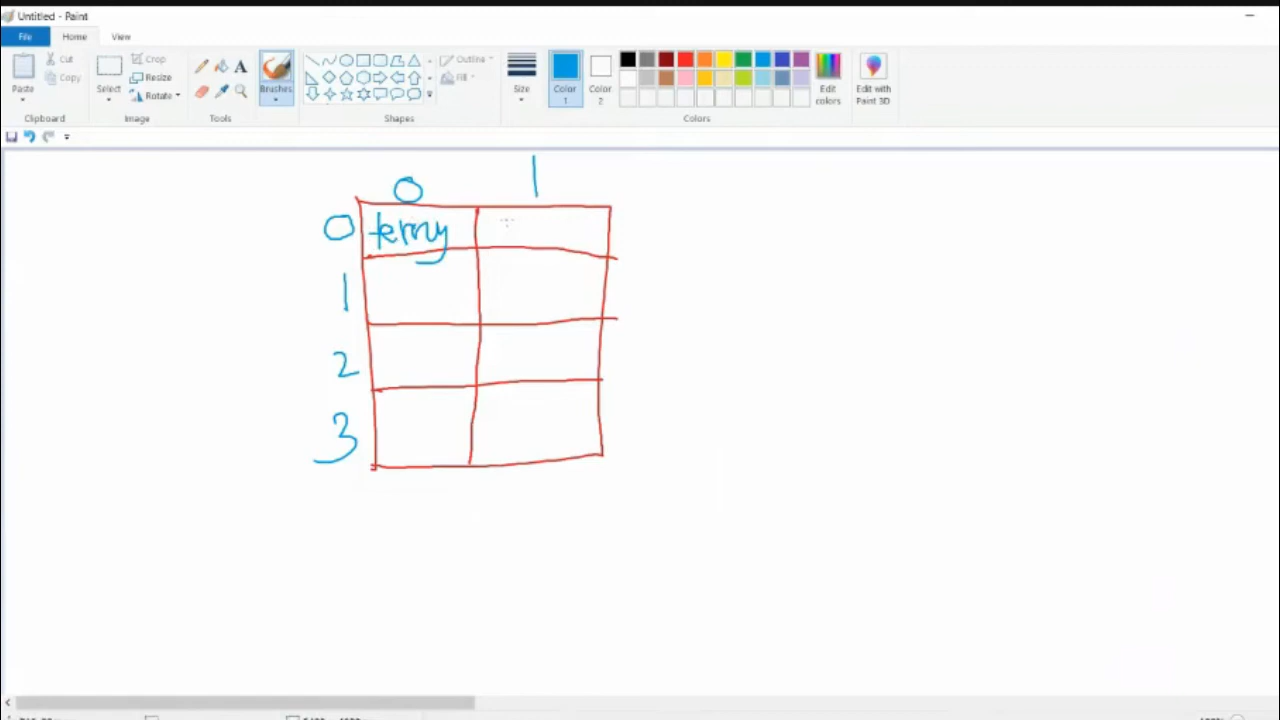 Untitled - Paint
File Home View
Cut
Copy
Paste
Clipboard
Select
Crop
Resize
Rotate
Image
A
Tools
Brushes
Outline
Fill
Shapes
Size
Color 1
Color 2
Edit colors
Edit with Paint 3D
Colors
0 1
0
1
2
3